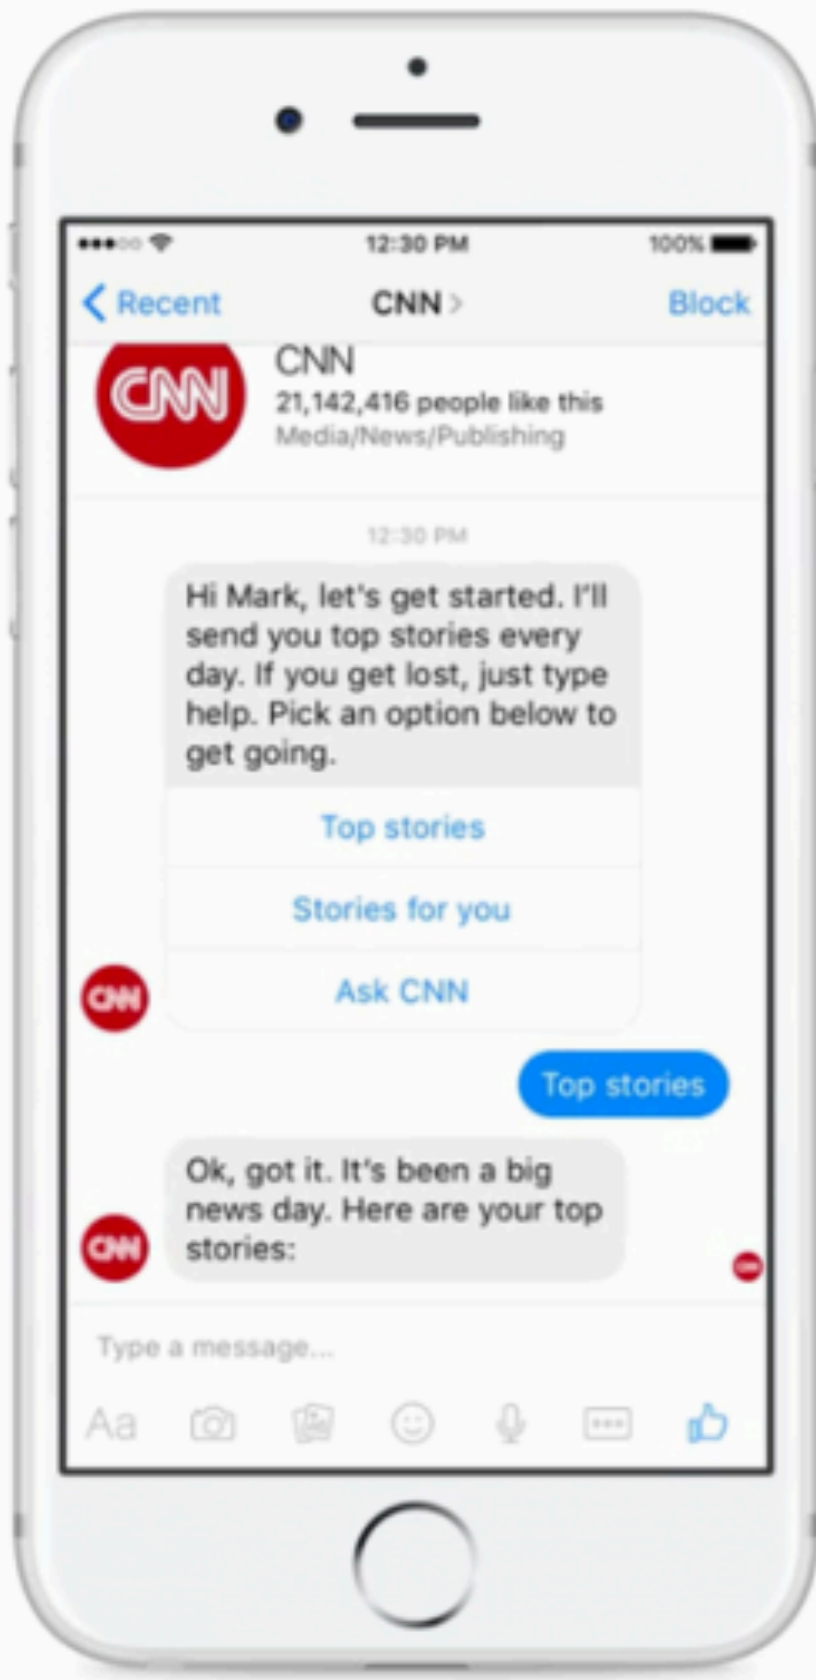 12:30 PM
100%
Recent
CNN
Block
CNN
CNN
21,142,416 people like this
Media/News/Publishing
12:30 PM
Hi Mark, let's get started. I'll
send you top stories every
day. If you get lost, just type
help. Pick an option below to
get going.
Top stories
Stories for you
CNN
Ask CNN
Top stories
Ok, got it. It's been a big
news day. Here are your top
CNN
stories:
CNN
Type a message...
Aa